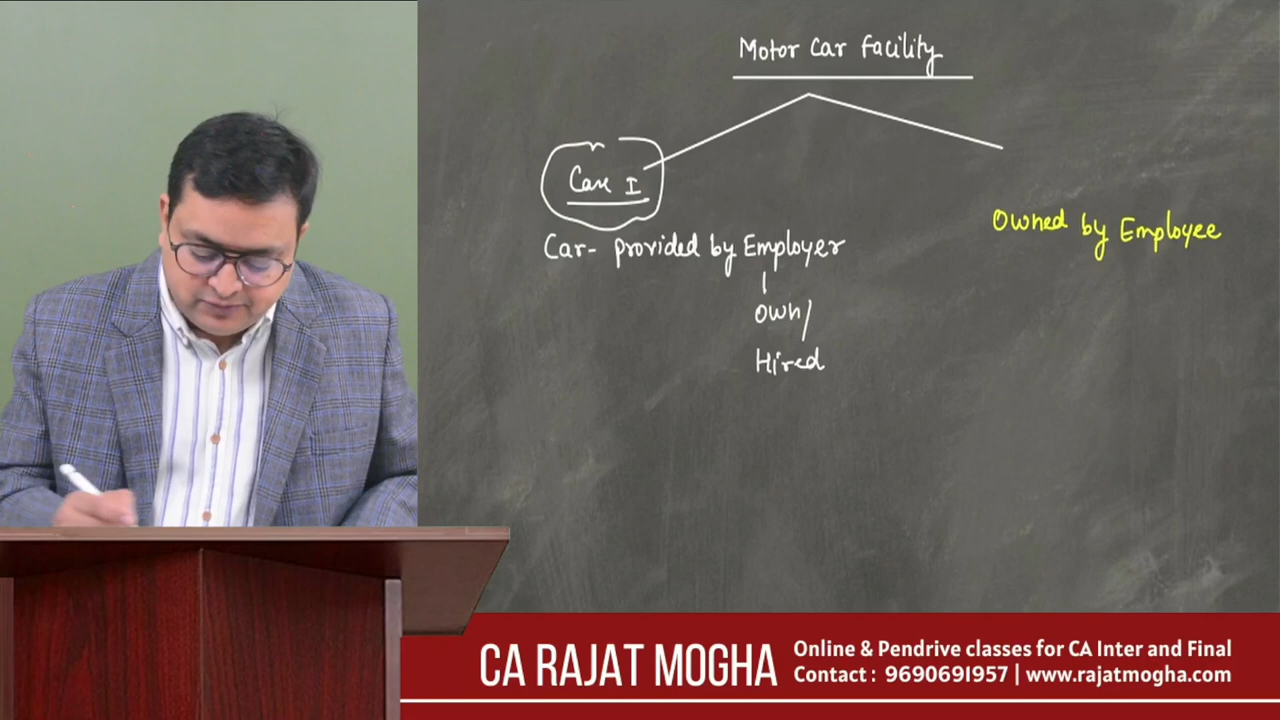 Motor Car Facility
Case I
Car- provided by Employer
Own/
Hired
Owned by Employee
CA RAJAT MOGHA
Online & Pendrive classes for CA Inter and Final
Contact : 9690691957 | www.rajatmogha.com